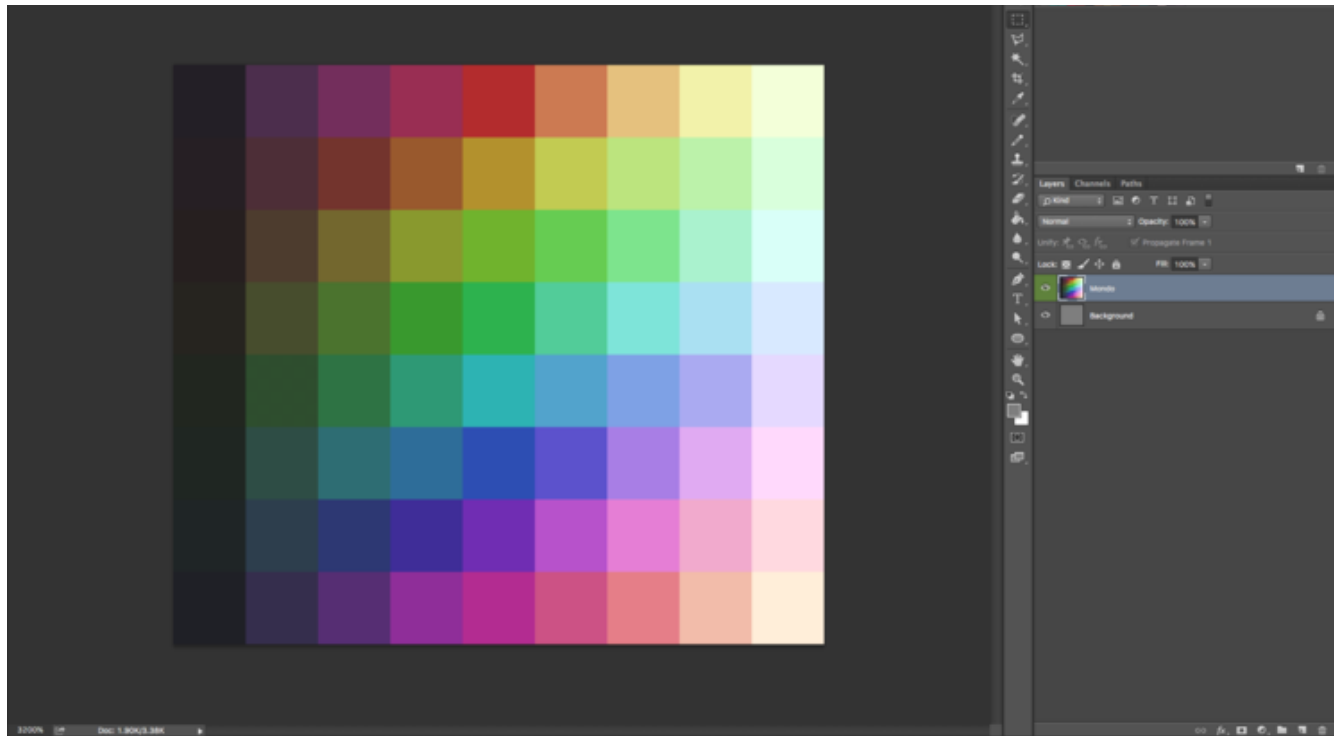 Layers Channels Paths
Kind
Normal Opacity: 100%
Unify: Propagate Frame 1
Lock: Fill: 100%
Mondo
Background
3200% Doc: 1.90K/3.38K